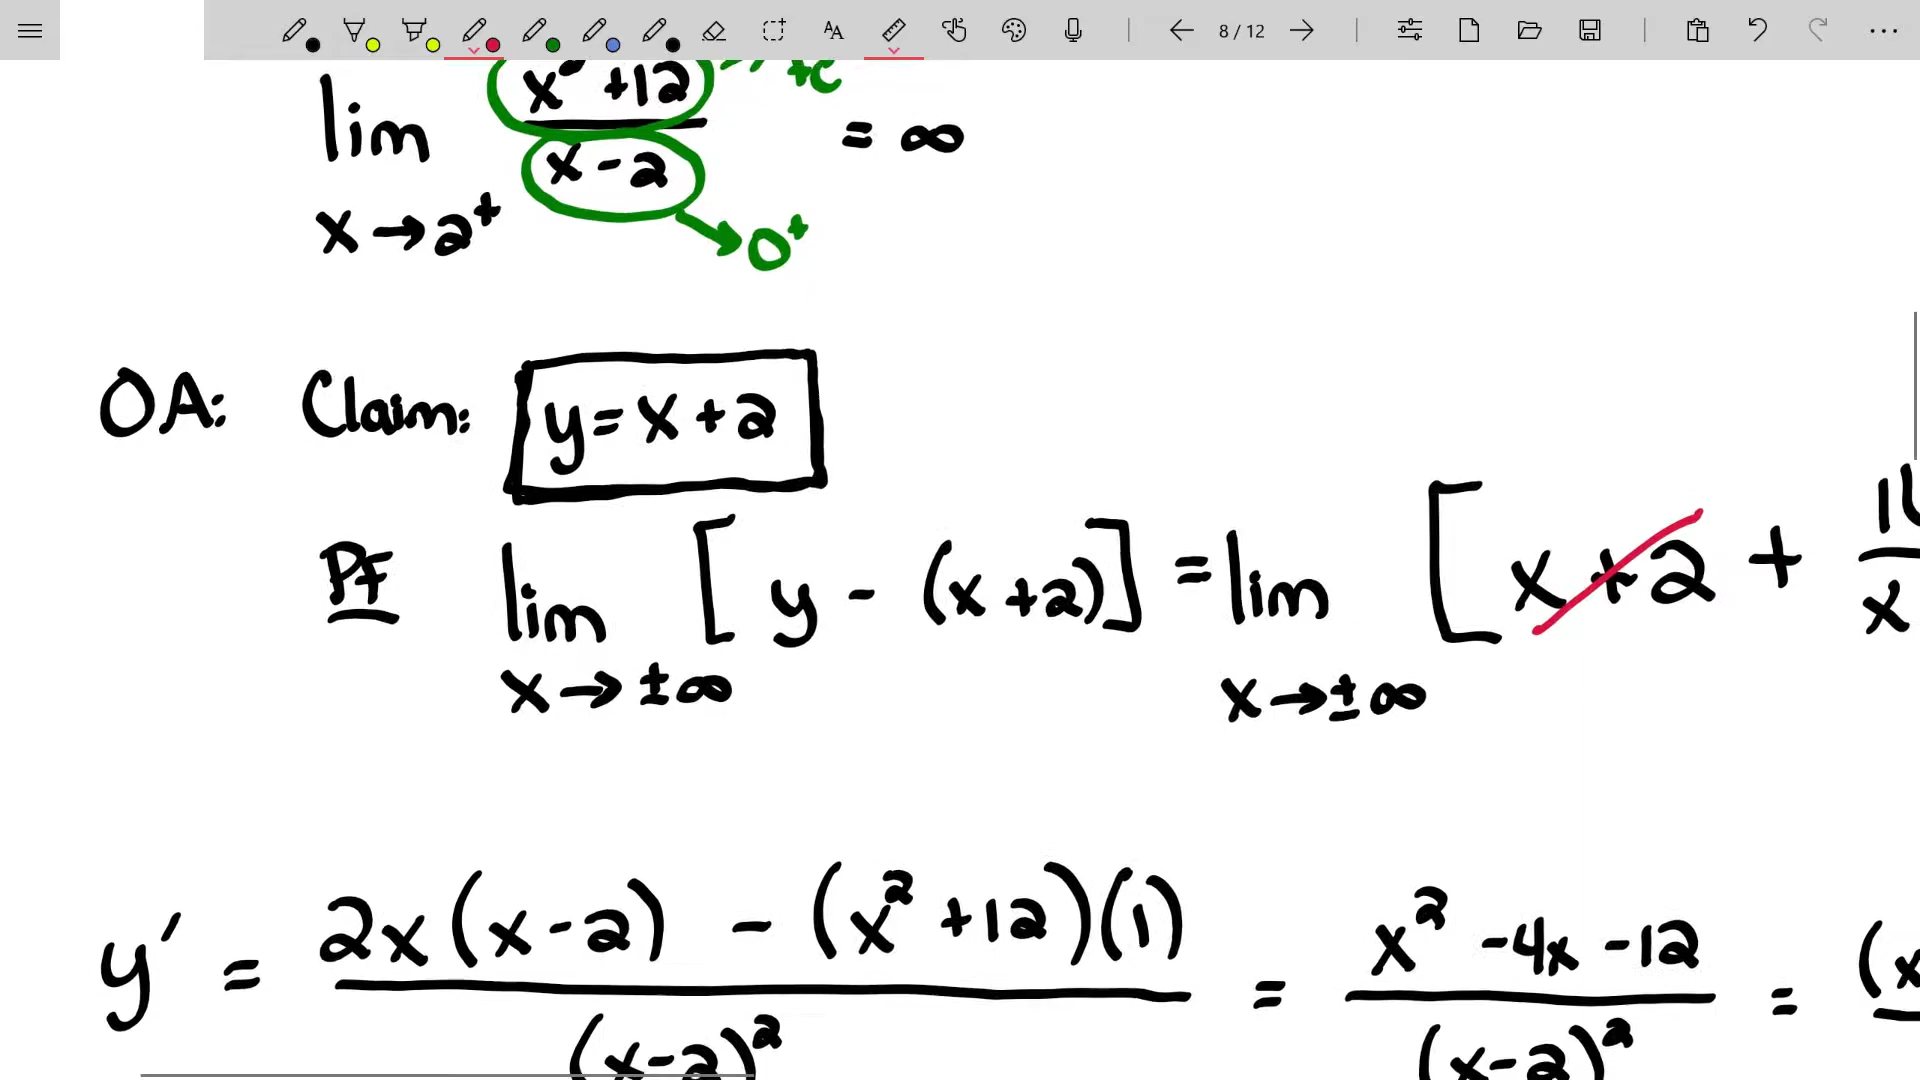 8 / 12
lim x→2⁺ (x² + 12)/(x - 2) = ∞
0⁺
OA: Claim: y = x + 2
Pf lim x→±∞ [y - (x + 2)] = lim x→±∞ [x + 2 +
x
y' = (2x(x-2) - (x² + 12)(1))/(x-2)² = (x² - 4x - 12)/(x-2)² = (x